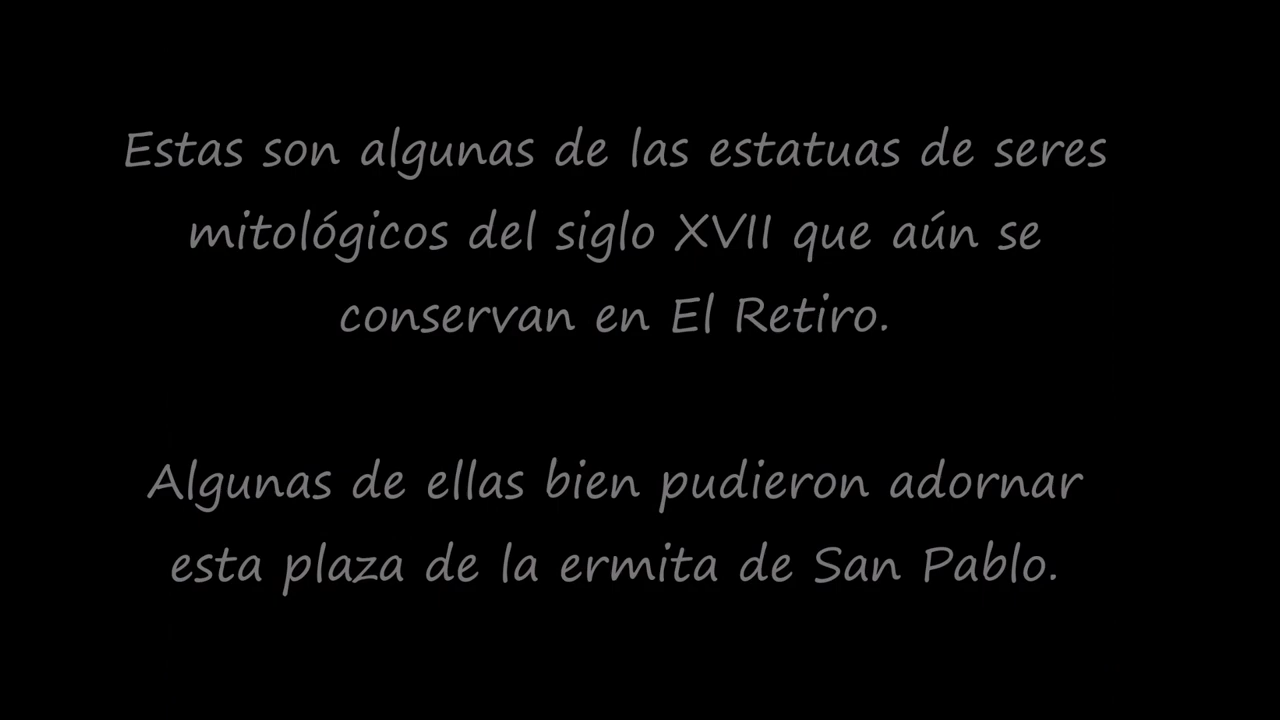 Estas son algunas de las estatuas de seres
mitológicos del siglo XVII que aún se
conservan en El Retiro.
Algunas de ellas bien pudieron adornar
esta plaza de la ermita de San Pablo.